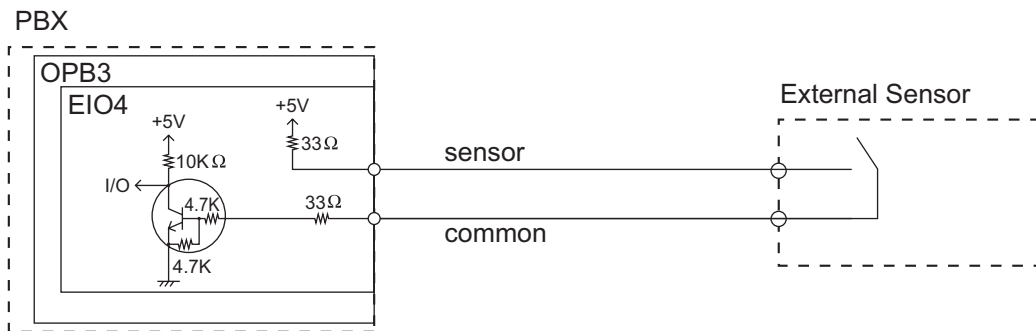 PBX
OPB3
EIO4
External Sensor
+5V
+5V
33Ω
sensor
10KΩ
I/O
4.7K
33Ω
common
4.7K